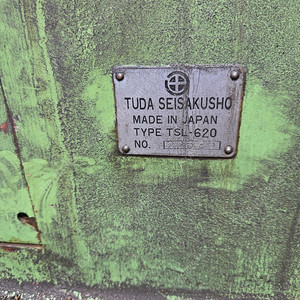 TUDA SEISAKUSHO
MADE IN JAPAN
TYPE TSL-620
NO.